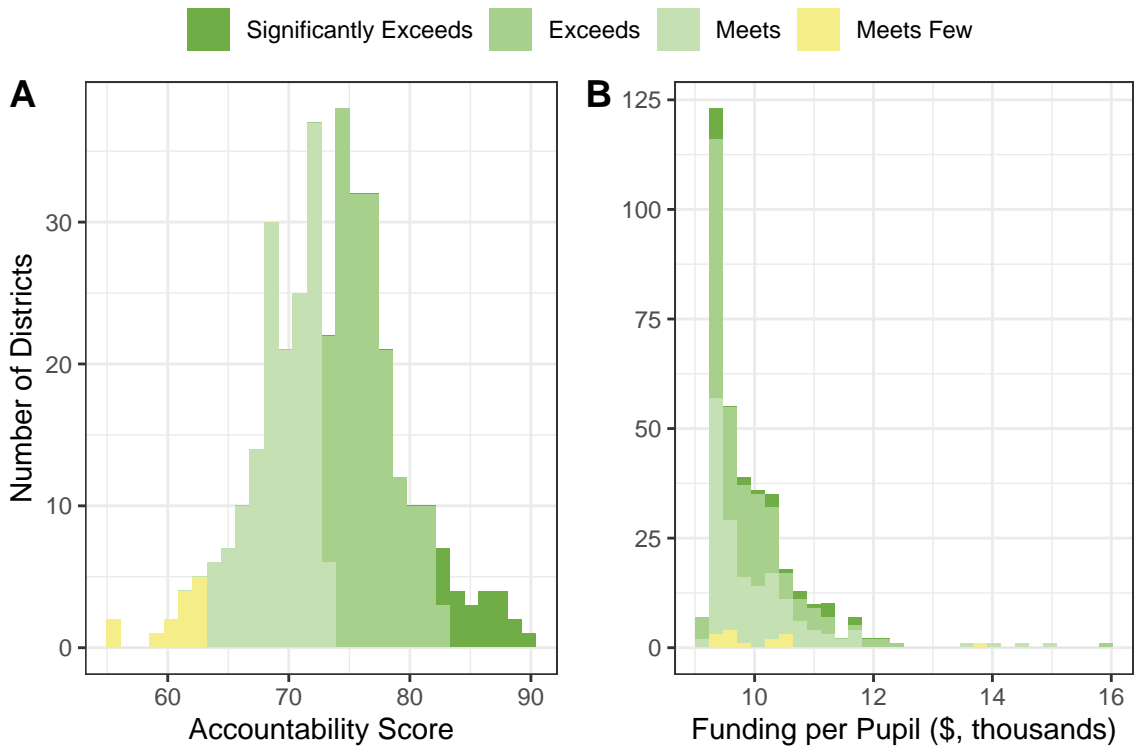 Significantly Exceeds Exceeds Meets Meets Few
A
B
Number of Districts
0
10
20
30
60 70 80 90
Accountability Score
0
25
50
75
100
125
10 12 14 16
Funding per Pupil ($, thousands)